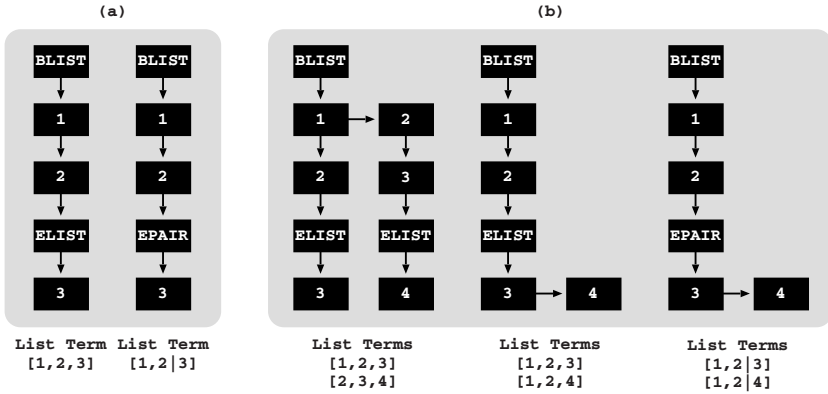 (a)
(b)
BLIST BLIST
1 1
2 2
ELIST EPAIR
3 3
List Term List Term
[1,2,3] [1,2|3]
BLIST BLIST BLIST
1 2 1 1
2 3 2 2
ELIST ELIST ELIST EPAIR
3 4 3 4 3 4
List Terms List Terms List Terms
[1,2,3] [1,2,3] [1,2|3]
[2,3,4] [1,2,4] [1,2|4]